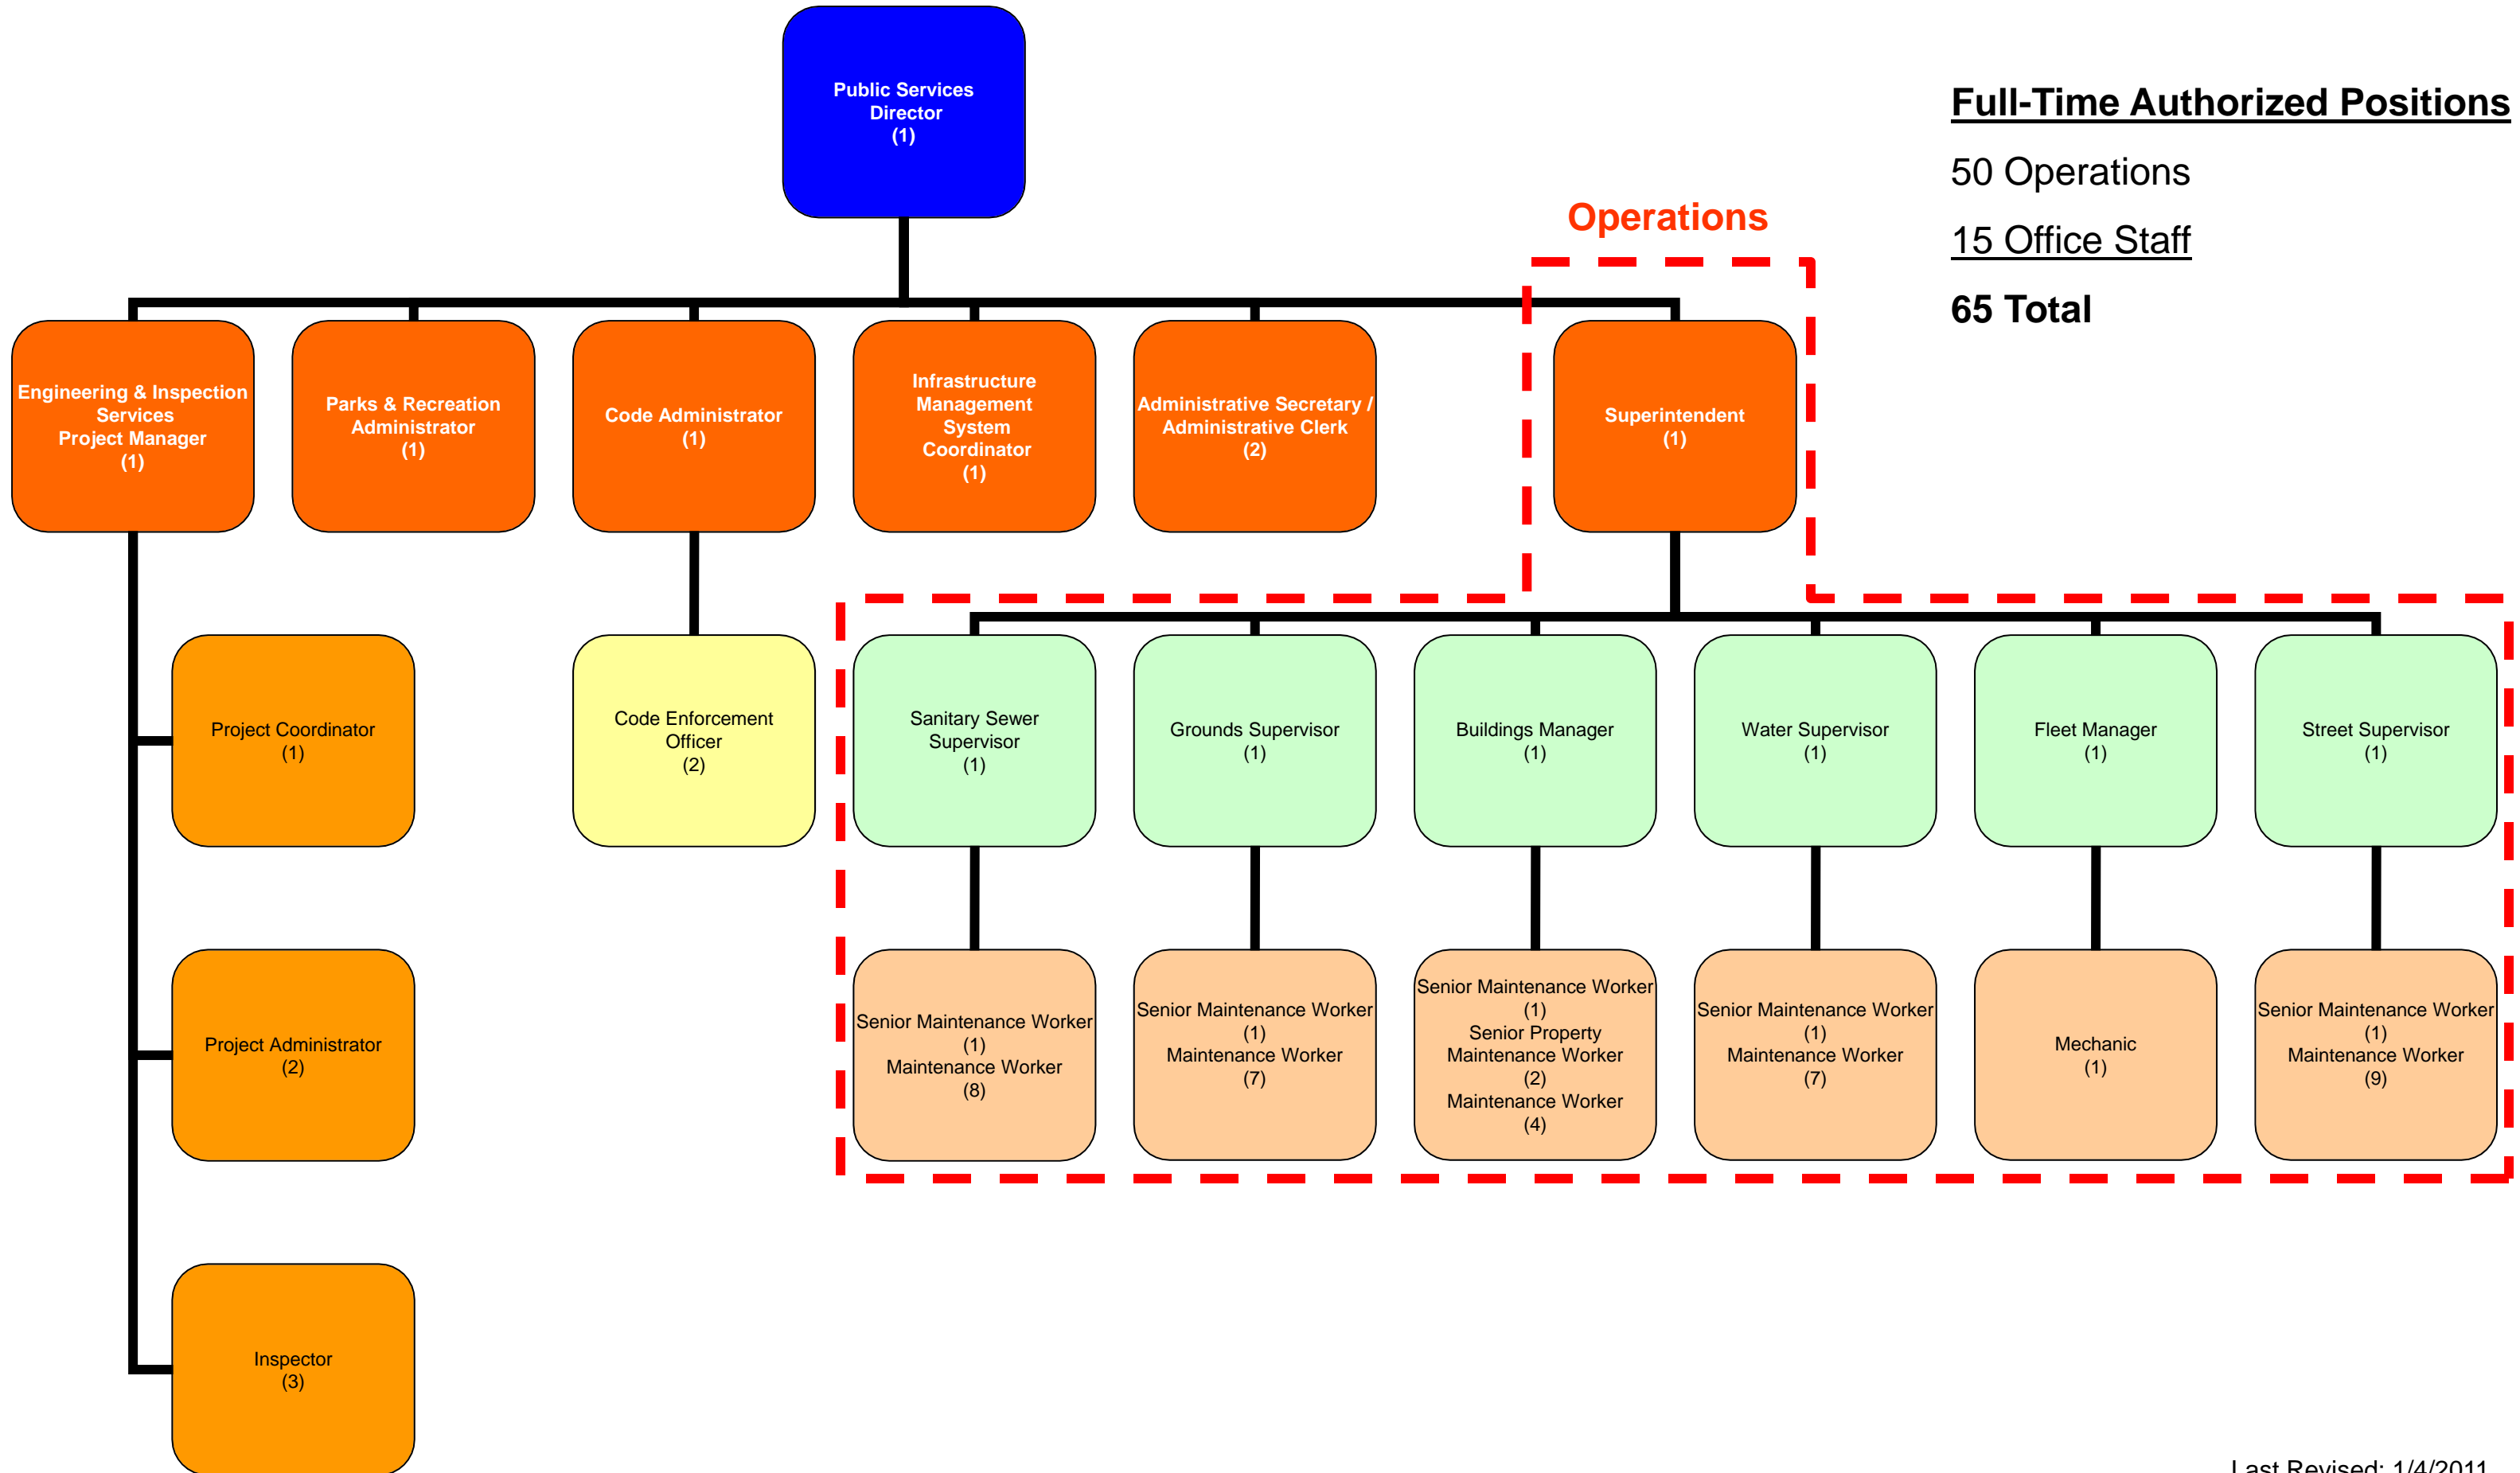 Public Services
Director
(1)
Full-Time Authorized Positions
50 Operations
15 Office Staff
65 Total
Operations
Engineering & Inspection
Services
Project Manager
(1)
Parks & Recreation
Administrator
(1)
Code Administrator
(1)
Infrastructure
Management
System
Coordinator
(1)
Administrative Secretary /
Administrative Clerk
(2)
Superintendent
(1)
Project Coordinator
(1)
Code Enforcement
Officer
(2)
Sanitary Sewer
Supervisor
(1)
Grounds Supervisor
(1)
Buildings Manager
(1)
Water Supervisor
(1)
Fleet Manager
(1)
Street Supervisor
(1)
Project Administrator
(2)
Senior Maintenance Worker
(1)
Maintenance Worker
(8)
Senior Maintenance Worker
(1)
Maintenance Worker
(7)
Senior Maintenance Worker
(1)
Senior Property
Maintenance Worker
(2)
Maintenance Worker
(4)
Senior Maintenance Worker
(1)
Maintenance Worker
(7)
Mechanic
(1)
Senior Maintenance Worker
(1)
Maintenance Worker
(9)
Inspector
(3)
Last Revised: 1/4/2011